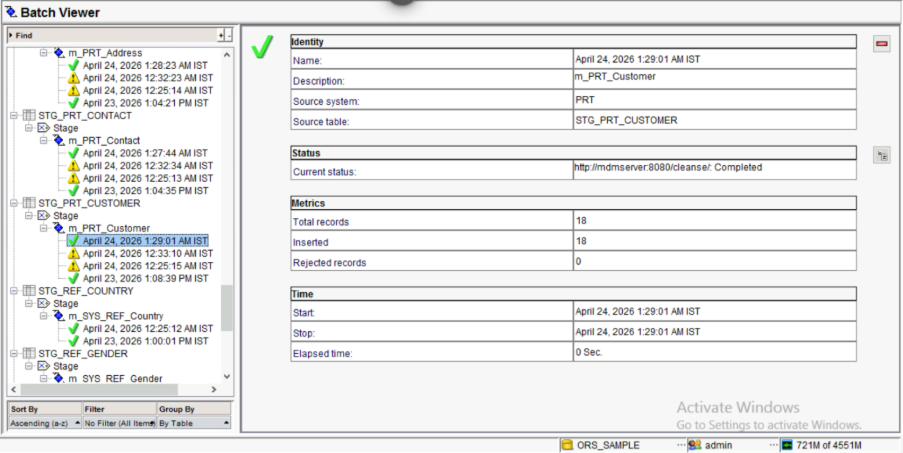 Batch Viewer
Find
m_PRT_Address
April 24, 2026 1:28:23 AM IST
April 24, 2026 12:32:23 AM IST
April 24, 2026 12:25:14 AM IST
April 23, 2026 1:04:21 PM IST
STG_PRT_CONTACT
Stage
m_PRT_Contact
April 24, 2026 1:27:44 AM IST
April 24, 2026 12:32:34 AM IST
April 24, 2026 12:25:13 AM IST
April 23, 2026 1:04:35 PM IST
STG_PRT_CUSTOMER
Stage
m_PRT_Customer
April 24, 2026 1:29:01 AM IST
April 24, 2026 12:33:10 AM IST
April 24, 2026 12:25:15 AM IST
April 23, 2026 1:08:39 PM IST
STG_REF_COUNTRY
Stage
m_SYS_REF_Country
April 24, 2026 12:25:12 AM IST
April 23, 2026 1:00:01 PM IST
STG_REF_GENDER
Stage
m_SYS_REF_Gender
Sort By Filter Group By
Ascending (a-z) No Filter (All Items) By Table
Identity
Name: April 24, 2026 1:29:01 AM IST
Description: m_PRT_Customer
Source system: PRT
Source table: STG_PRT_CUSTOMER
Status
Current status: http://mdmserver:8080/cleanse/: Completed
Metrics
Total records 18
Inserted 18
Rejected records 0
Time
Start: April 24, 2026 1:29:01 AM IST
Stop: April 24, 2026 1:29:01 AM IST
Elapsed time: 0 Sec.
Activate Windows
Go to Settings to activate Windows.
ORS_SAMPLE admin 721M of 4551M